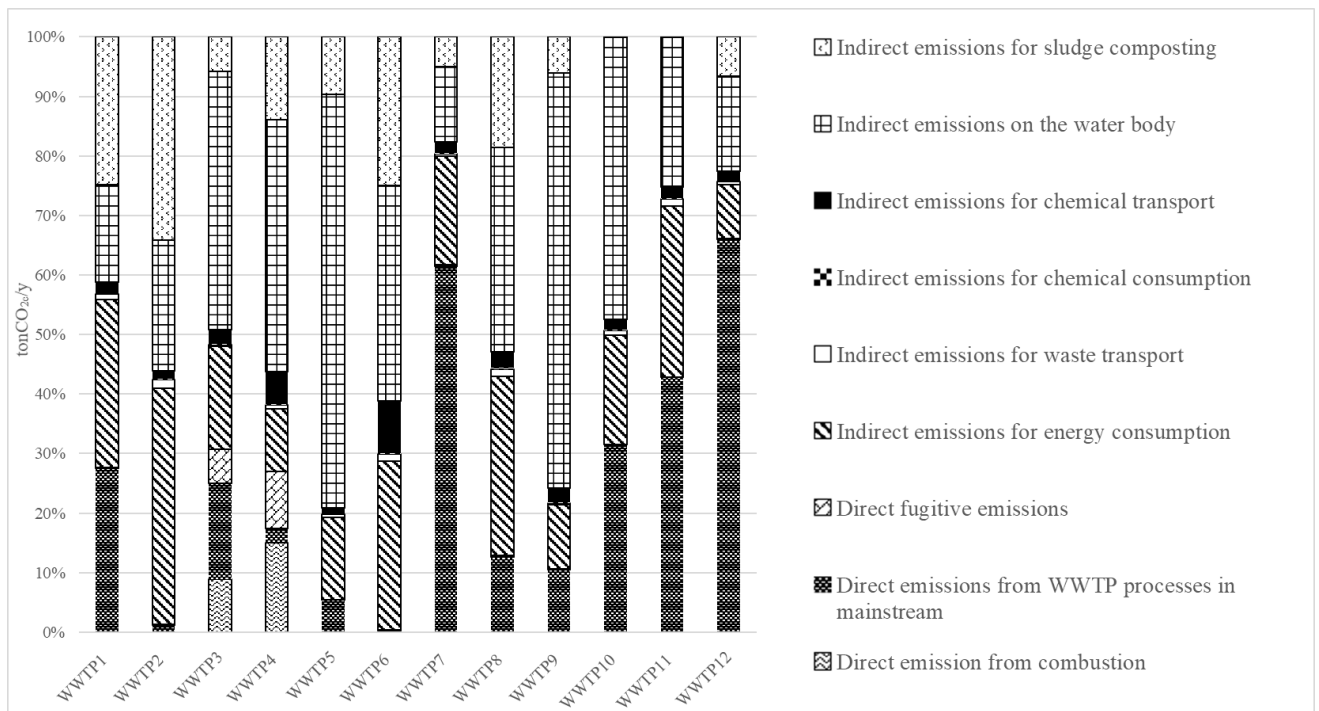 100%
90%
80%
70%
60%
50%
40%
30%
20%
10%
0%
tonCO2e/y
WWTP1
WWTP2
WWTP3
WWTP4
WWTP5
WWTP6
WWTP7
WWTP8
WWTP9
WWTP10
WWTP11
WWTP12
Indirect emissions for sludge composting
Indirect emissions on the water body
Indirect emissions for chemical transport
Indirect emissions for chemical consumption
Indirect emissions for waste transport
Indirect emissions for energy consumption
Direct fugitive emissions
Direct emissions from WWTP processes in
mainstream
Direct emission from combustion